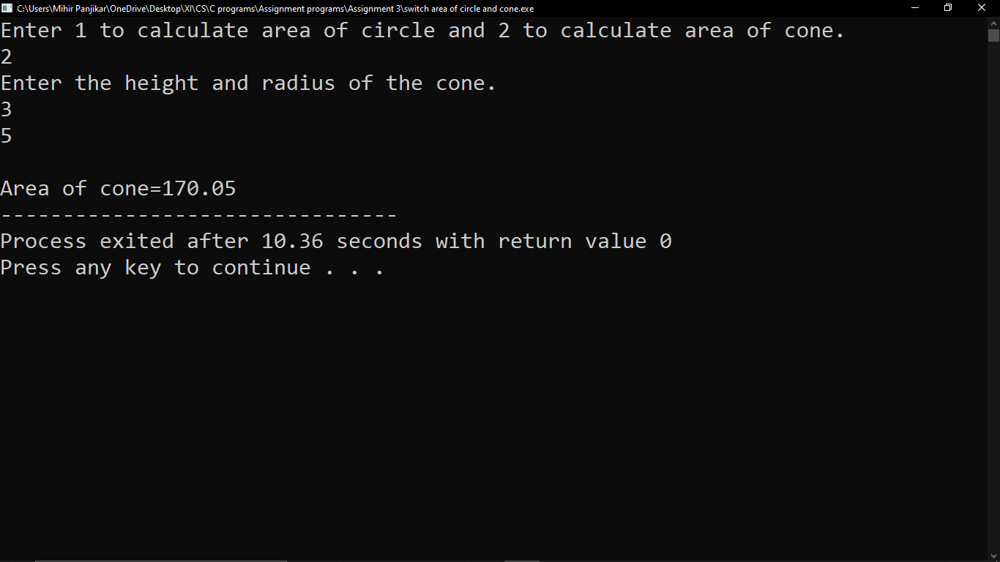 C:\Users\Mihir Panjikar\OneDrive\Desktop\XI\CS\C programs\Assignment programs\Assignment 3\switch area of circle and cone.exe
Enter 1 to calculate area of circle and 2 to calculate area of cone.
2
Enter the height and radius of the cone.
3
5
Area of cone=170.05
--------------------------------
Process exited after 10.36 seconds with return value 0
Press any key to continue . . .